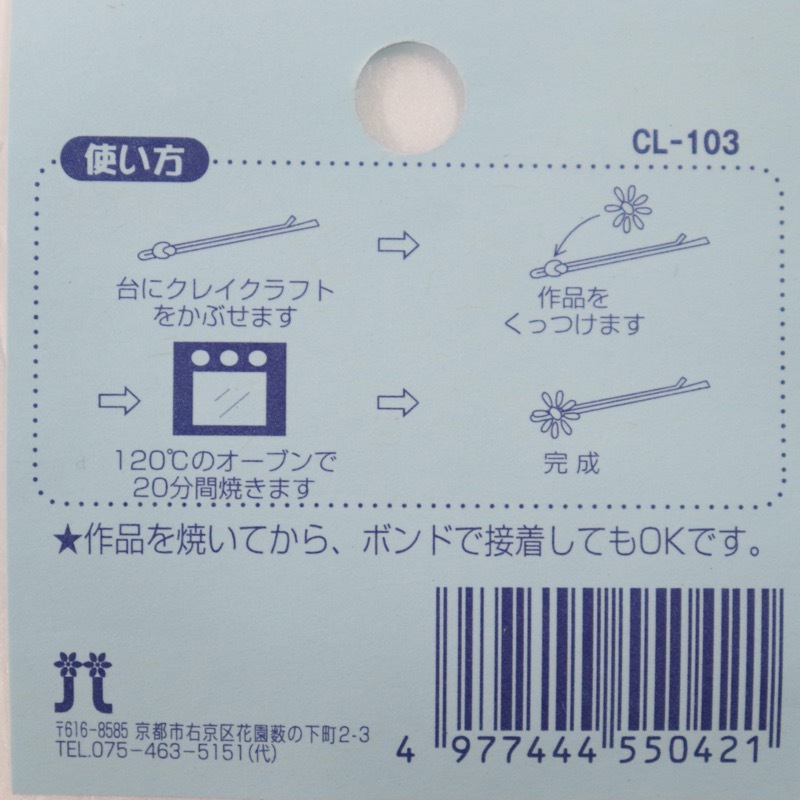 CL-103
使い方
台にクレイクラフト
をかぶせます
作品を
くっつけます
120℃のオーブンで
20分間焼きます
完成
★作品を焼いてから、ボンドで接着してもOKです。
〒616-8585 京都市右京区花園薮の下町2-3
TEL.075-463-5151(代)
4 977444 550421